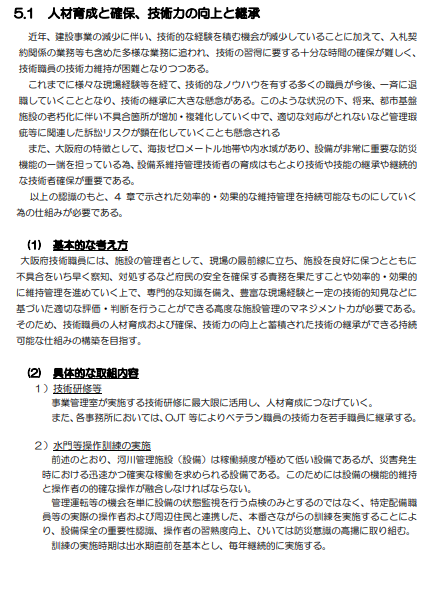 5.1 人材育成と確保、技術力の向上と継承
近年、建設事業の減少に伴い、技術的な経験を積む機会が減少していることに加えて、入札契
約関係の業務等も含めた多様な業務に追われ、技術の習得に要する十分な時間の確保が難しく、
技術職員の技術力維持が困難となりつつある。
これまでに様々な現場経験等を経て、技術的なノウハウを有する多くの職員が今後、一斉に退
職していくこととなり、技術の継承に大きな懸念がある。このような状況の下、将来、都市基盤
施設の老朽化に伴い不具合箇所が増加・複雑化していく中で、適切な対応がとれないなど管理瑕
疵等に関連した訴訟リスクが顕在化していくことも懸念される
また、大阪府の特徴として、海抜ゼロメートル地帯や内水域があり、設備が非常に重要な防災
機能の一端を担っている為、設備系維持管理技術者の育成はもとより技術や技能の継承や継続的
な技術者確保が重要である。
以上の認識のもと、4 章で示された効率的・効果的な維持管理を持続可能なものにしていく
為の仕組みが必要である。
(1) 基本的な考え方
大阪府技術職員には、施設の管理者として、現場の最前線に立ち、施設を良好に保つとともに
不具合をいち早く察知、対処するなど府民の安全を確保する責務を果たすことや効率的・効果的
に維持管理を進めていく上で、専門的な知識を備え、豊富な現場経験と一定の技術的知見などに
基づいた適切な評価・判断を行うことができる高度な施設管理のマネジメント力が必要である。
そのため、技術職員の人材育成および確保、技術力の向上と蓄積された技術の継承ができる持続
可能な仕組みの構築を目指す。
(2) 具体的な取組内容
1)技術研修等
事業管理室が実施する技術研修に最大限に活用し、人材育成につなげていく。
また、各事務所においては、OJT 等によりベテラン職員の技術力を若手職員に継承する。
2)水門等操作訓練の実施
前述のとおり、河川管理施設(設備)は稼働頻度が極めて低い設備であるが、災害発生
時における迅速かつ確実な稼働を求められる設備である。このためには設備の機能的維持
と操作者の的確な操作が融合しなければならない。
管理運転等の機会を単に設備の状態監視を行う点検のみとするのではなく、特定配備職
員等の実際の操作者および周辺住民と連携した、本番さながらの訓練を実施することによ
り、設備保全の重要性認識、操作者の習熟度向上、ひいては防災意識の高揚に取り組む。
訓練の実施時期は出水期直前を基本とし、毎年継続的に実施する。